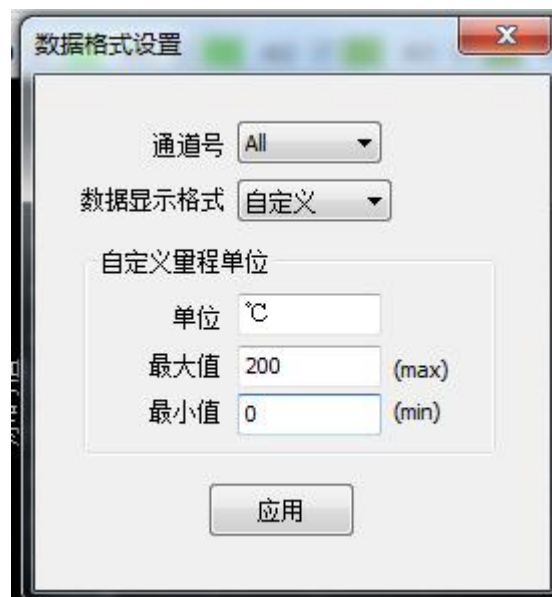 数据格式设置
通道号 All
数据显示格式 自定义
自定义量程单位
单位 ℃
最大值 200 (max)
最小值 0 (min)
应用